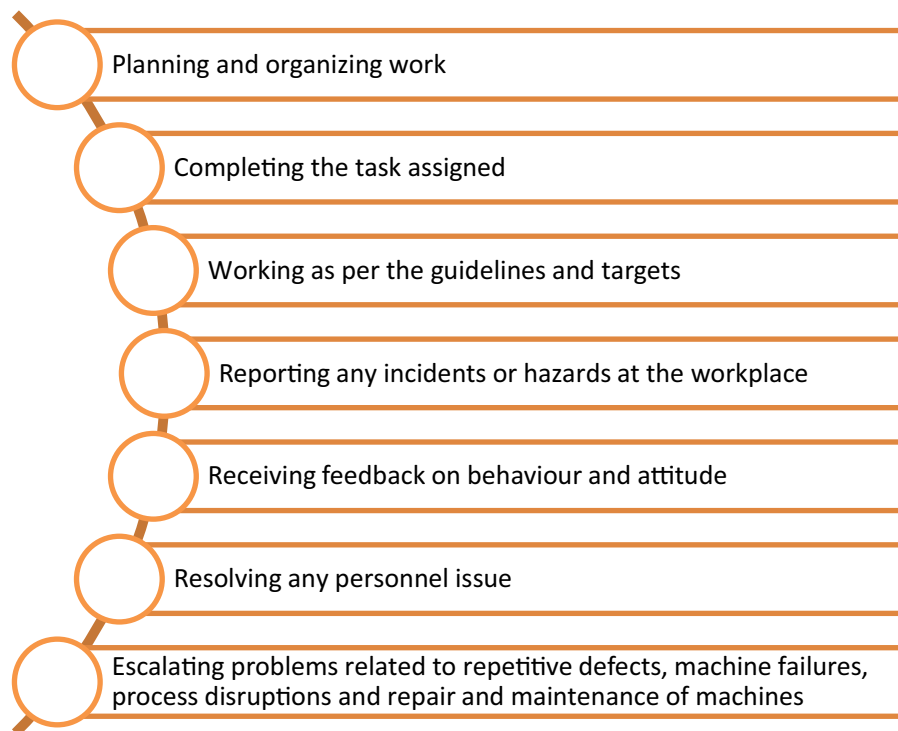 Planning and organizing work
Completing the task assigned
Working as per the guidelines and targets
Reporting any incidents or hazards at the workplace
Receiving feedback on behaviour and attitude
Resolving any personnel issue
Escalating problems related to repetitive defects, machine failures,
process disruptions and repair and maintenance of machines